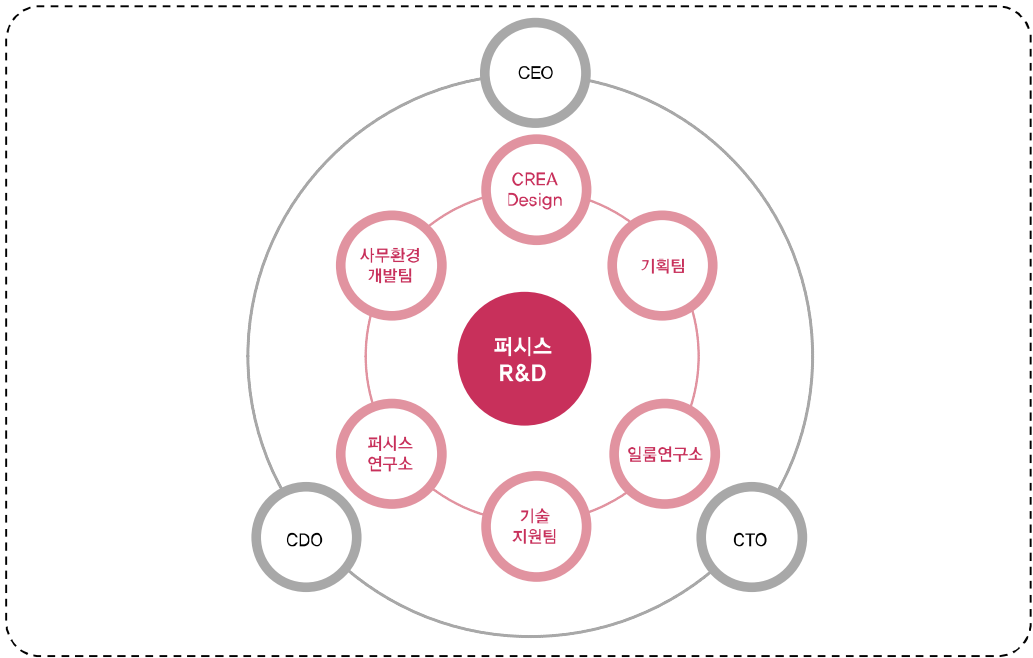 CEO
CREA
Design
사무환경
개발팀
기획팀
퍼시스
R&D
퍼시스
연구소
일룸연구소
기술
지원팀
CDO
CTO